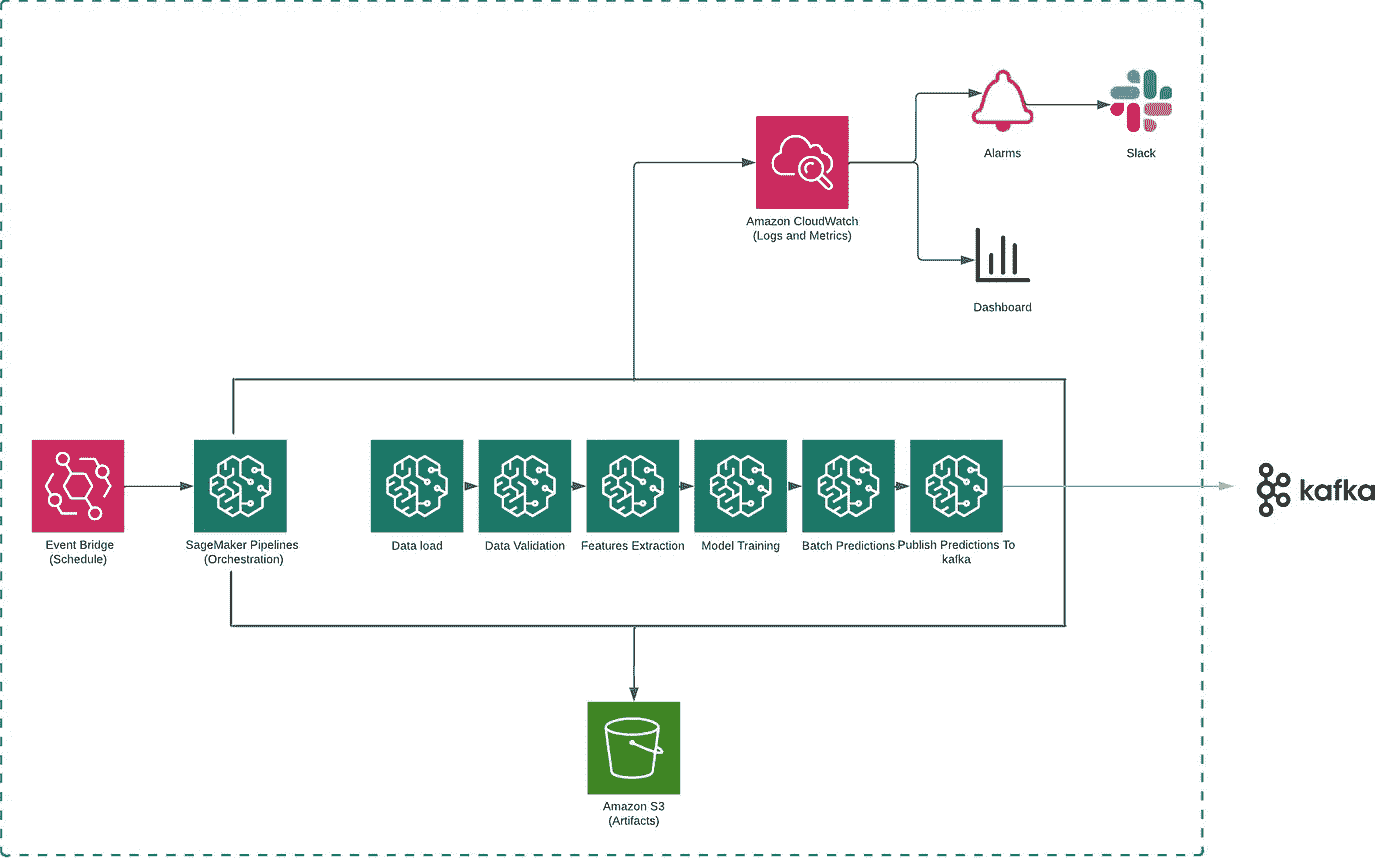 Alarms
Slack
Amazon CloudWatch
(Logs and Metrics)
Dashboard
Event Bridge
(Schedule)
SageMaker Pipelines
(Orchestration)
Data load
Data Validation
Features Extraction
Model Training
Batch Predictions
Publish Predictions To
kafka
kafka
Amazon S3
(Artifacts)